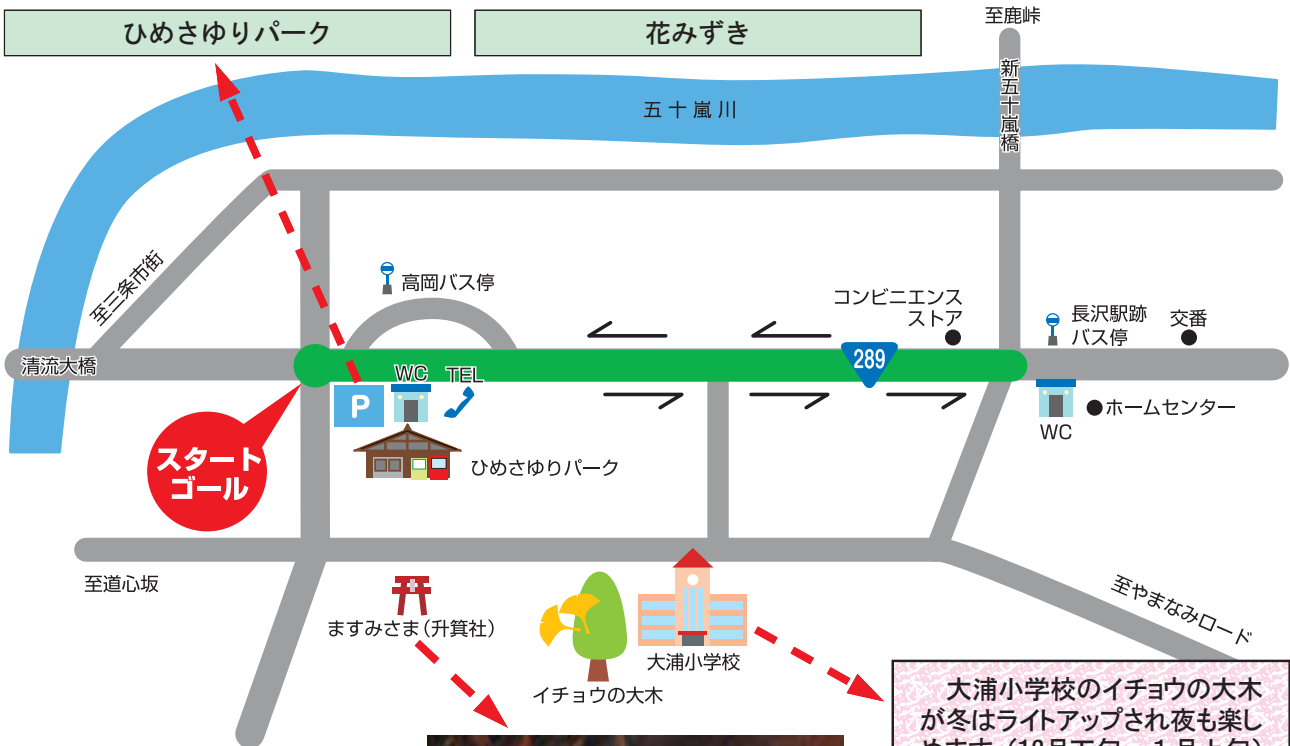 ひめさゆりパーク
花みずき
至鹿峠
新五十嵐橋
五十嵐川
至三条市街
高岡バス停
コンビニエンス
ストア
長沢駅跡
バス停
交番
清流大橋
289
WC
TEL
P
スタート
ゴール
ひめさゆりパーク
WC
ホームセンター
至道心坂
ますみさま（升箕社）
イチョウの大木
大浦小学校
至やまなみロード
大浦小学校のイチョウの大木
が冬はライトアップされ夜も楽し